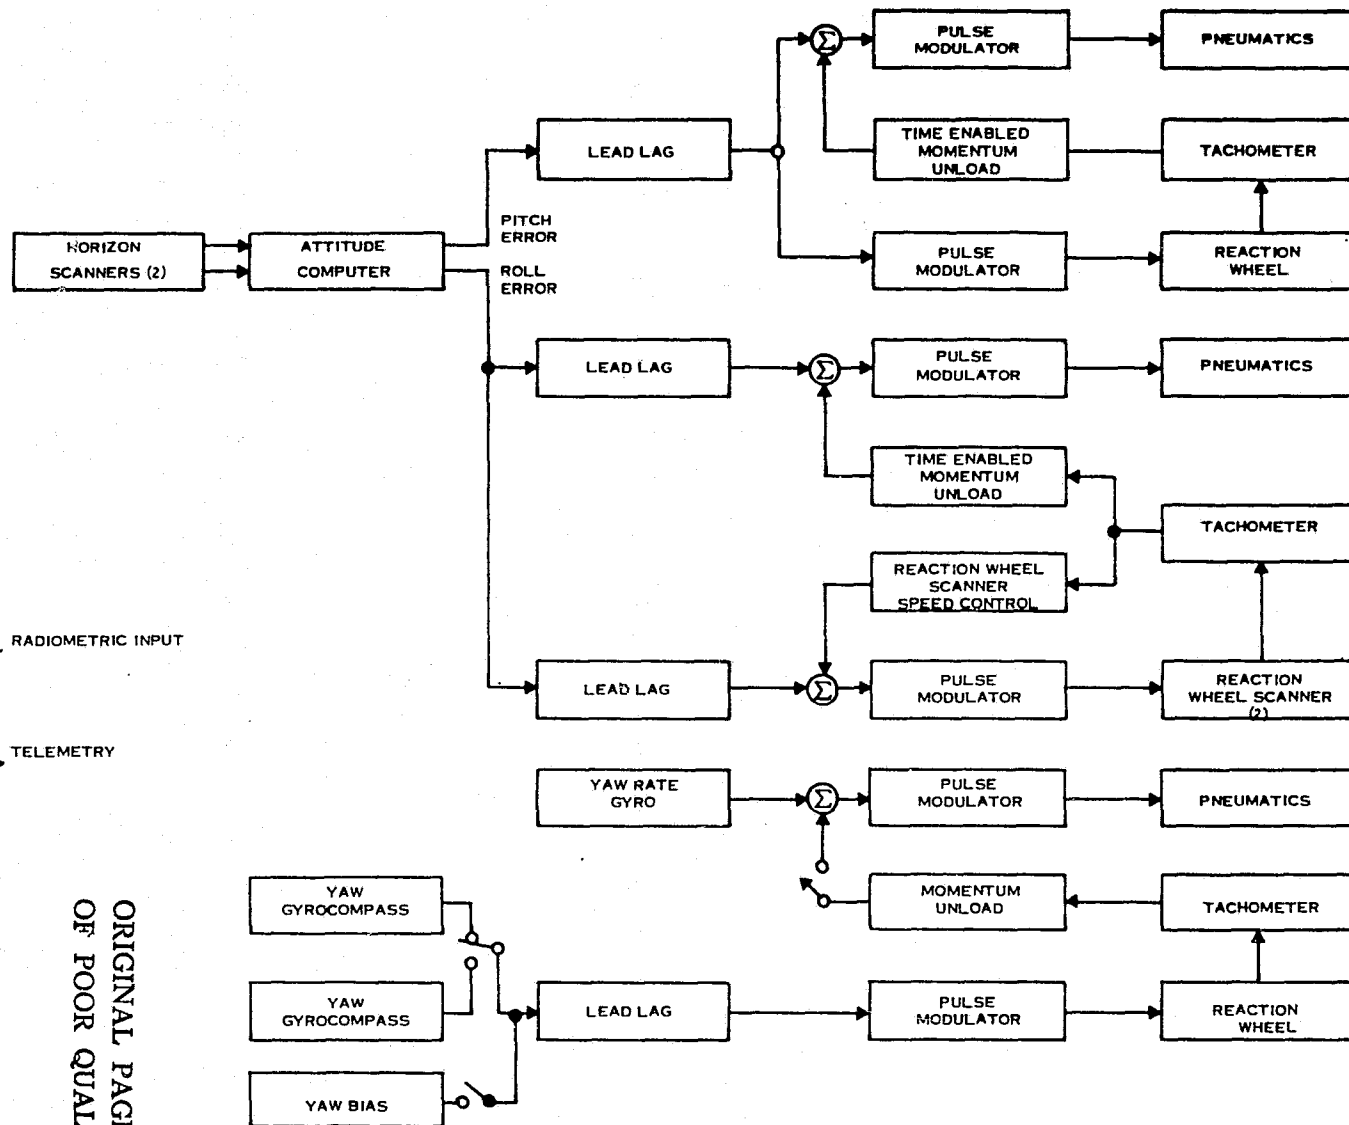 PULSE
MODULATOR
PNEUMATICS
Σ
LEAD LAG
TIME ENABLED
MOMENTUM
UNLOAD
TACHOMETER
PITCH
ERROR
HORIZON
SCANNERS (2)
ATTITUDE
COMPUTER
ROLL
ERROR
PULSE
MODULATOR
REACTION
WHEEL
LEAD LAG
Σ
PULSE
MODULATOR
PNEUMATICS
TIME ENABLED
MOMENTUM
UNLOAD
TACHOMETER
REACTION WHEEL
SCANNER
SPEED CONTROL
RADIOMETRIC INPUT
LEAD LAG
Σ
PULSE
MODULATOR
REACTION
WHEEL SCANNER
(2)
TELEMETRY
YAW RATE
GYRO
Σ
PULSE
MODULATOR
PNEUMATICS
YAW
GYROCOMPASS
MOMENTUM
UNLOAD
TACHOMETER
YAW
GYROCOMPASS
LEAD LAG
PULSE
MODULATOR
REACTION
WHEEL
YAW BIAS
ORIGINAL PAGE
OF POOR QUAL